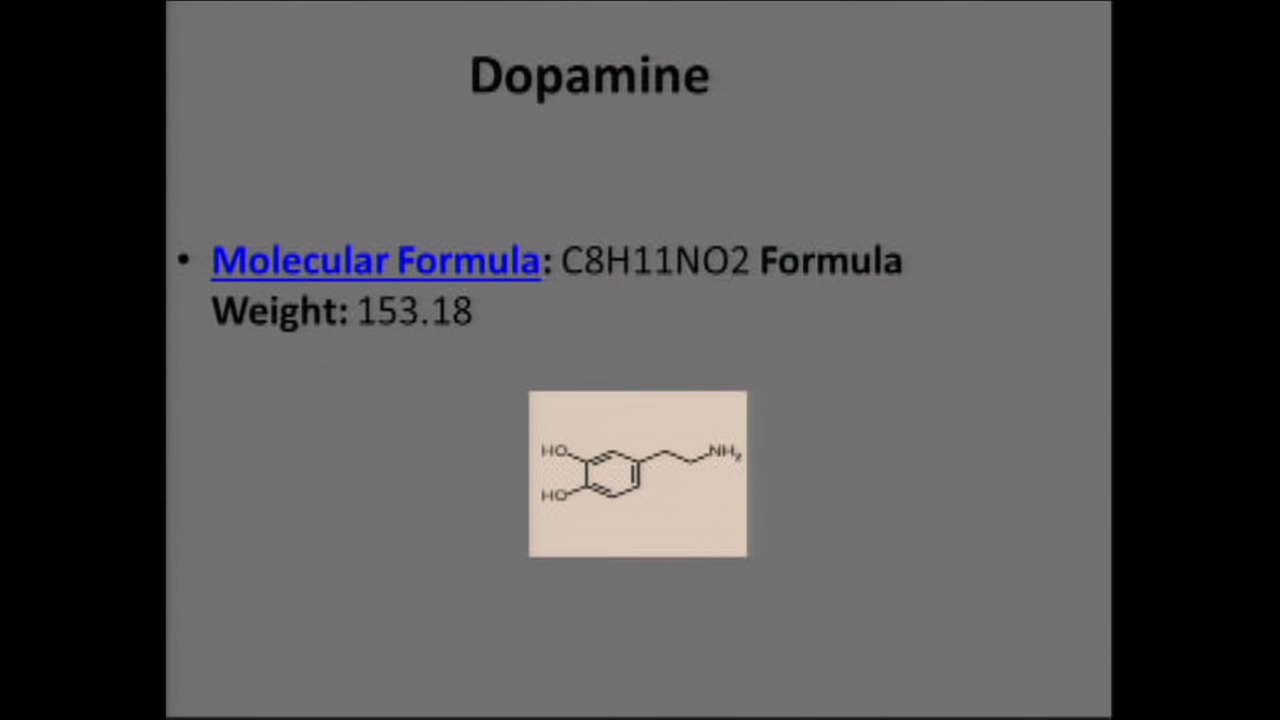 Dopamine
• Molecular Formula: C8H11NO2 Formula
Weight: 153.18
HO
NH2
HO